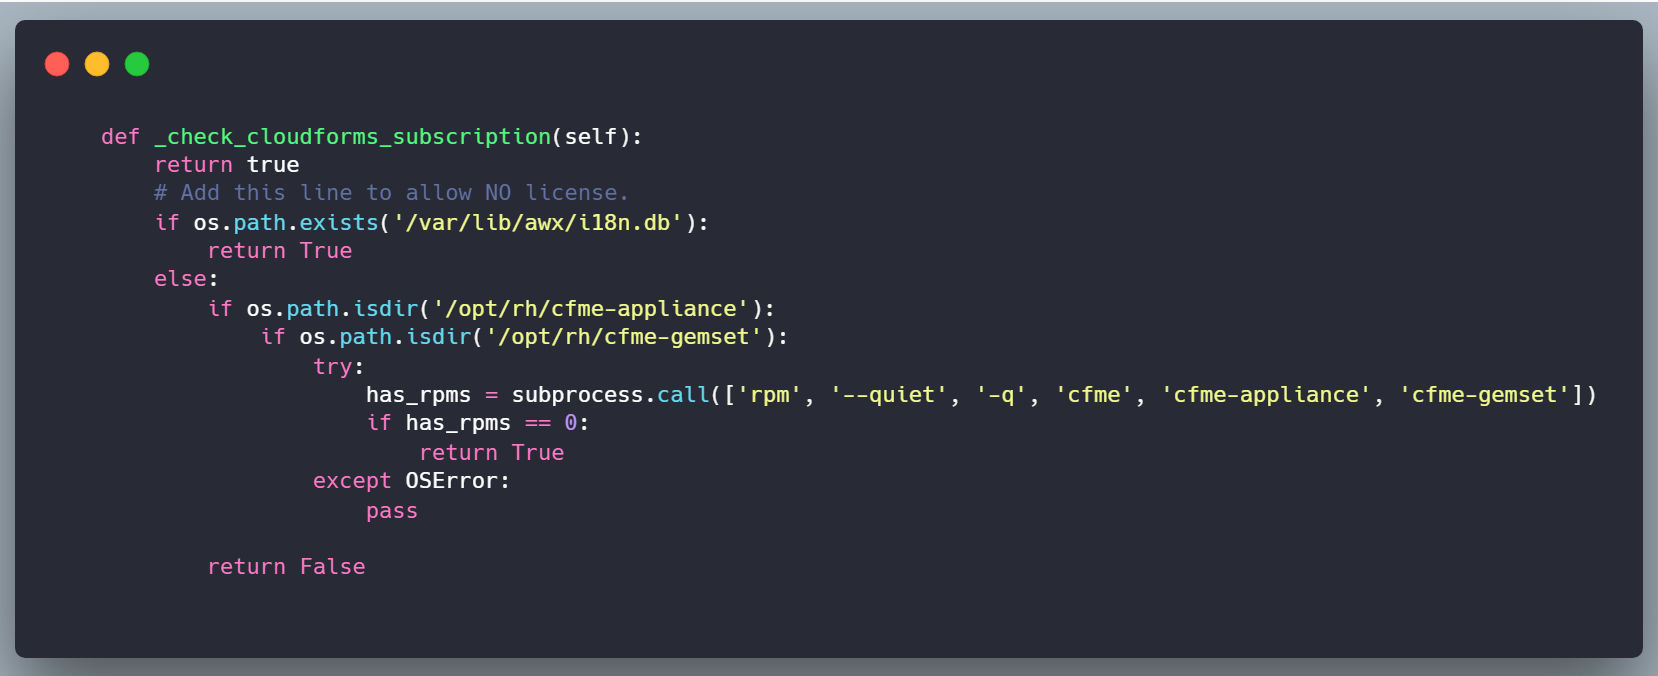 def _check_cloudforms_subscription(self):
    return true
    # Add this line to allow NO license.
    if os.path.exists('/var/lib/awx/i18n.db'):
        return True
    else:
        if os.path.isdir('/opt/rh/cfme-appliance'):
            if os.path.isdir('/opt/rh/cfme-gemset'):
                try:
                    has_rpms = subprocess.call(['rpm', '--quiet', '-q', 'cfme', 'cfme-appliance', 'cfme-gemset'])
                    if has_rpms == 0:
                        return True
                except OSError:
                    pass

        return False